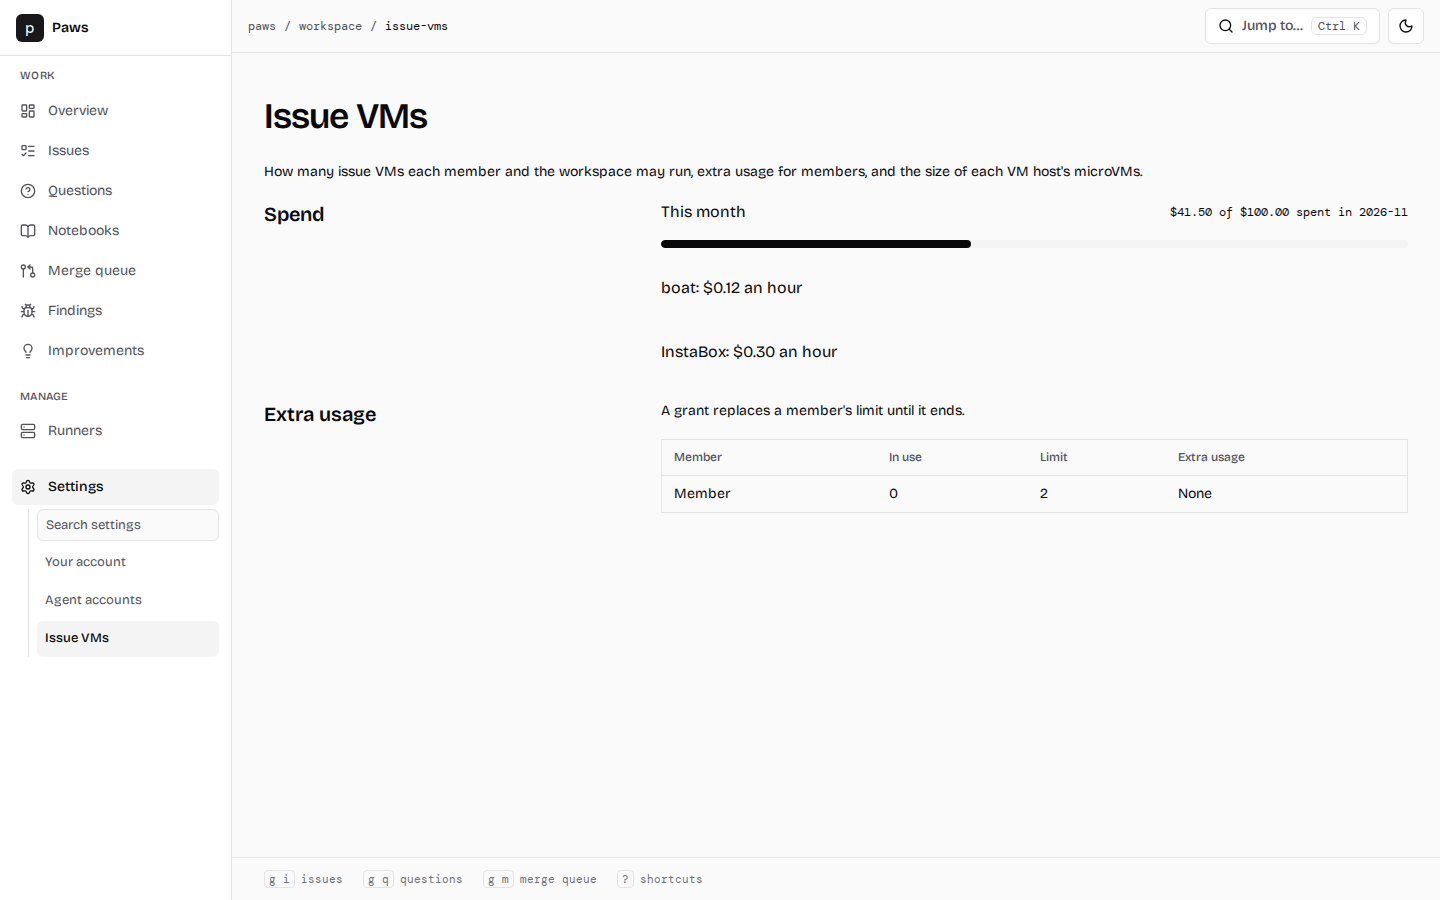 p Paws
paws / workspace / issue-vms
Jump to... Ctrl K
WORK
Overview
Issues
Questions
Notebooks
Merge queue
Findings
Improvements
MANAGE
Runners
Settings
Search settings
Your account
Agent accounts
Issue VMs
Issue VMs
How many issue VMs each member and the workspace may run, extra usage for members, and the size of each VM host's microVMs.
Spend
This month $41.50 of $100.00 spent in 2026-11
boat: $0.12 an hour
InstaBox: $0.30 an hour
Extra usage
A grant replaces a member's limit until it ends.
Member In use Limit Extra usage
Member 0 2 None
g i issues g q questions g m merge queue ? shortcuts